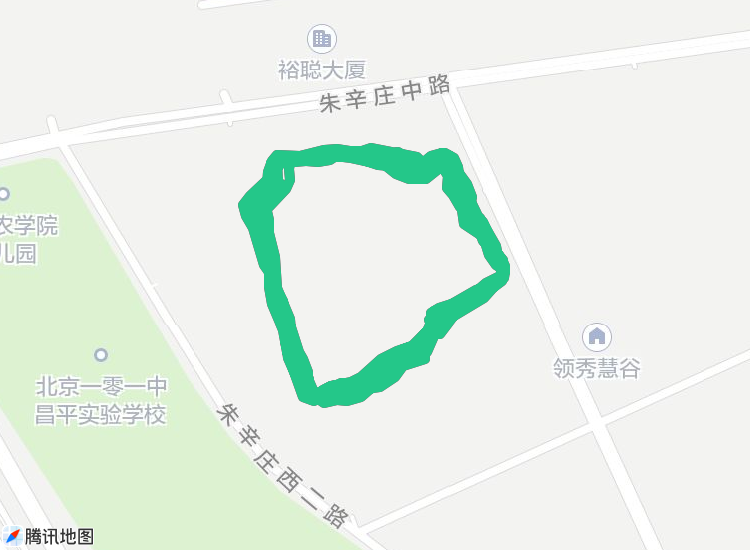 裕聪大厦
朱辛庄中路
农学院
儿园
领秀慧谷
北京一零一中
昌平实验学校
朱辛庄西二路
腾讯地图